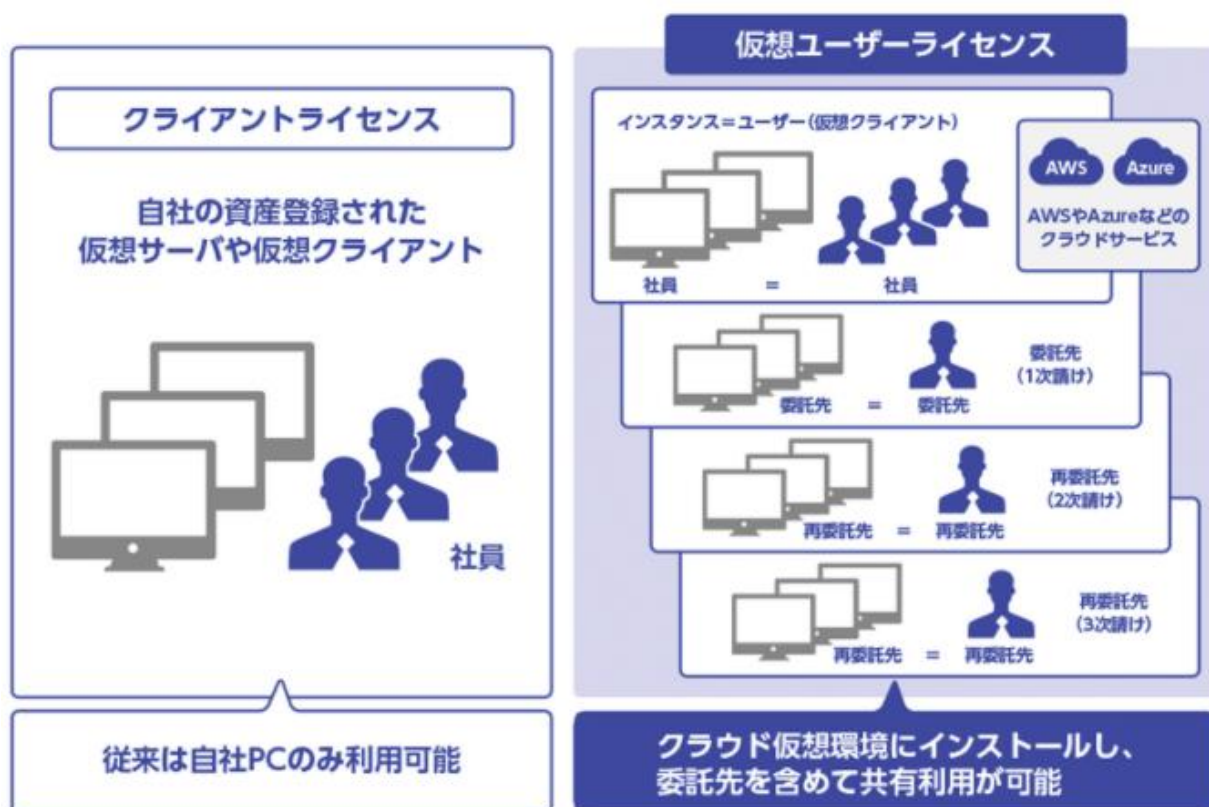 クライアントライセンス
自社の資産登録された
仮想サーバや仮想クライアント
社員
従来は自社PCのみ利用可能
仮想ユーザーライセンス
インスタンス＝ユーザー（仮想クライアント）
社員 ＝ 社員
AWS Azure
AWSやAzureなどの
クラウドサービス
委託先 ＝ 委託先
委託先
（1次請け）
再委託先 ＝ 再委託先
再委託先
（2次請け）
再委託先 ＝ 再委託先
再委託先
（3次請け）
クラウド仮想環境にインストールし、
委託先を含めて共有利用が可能